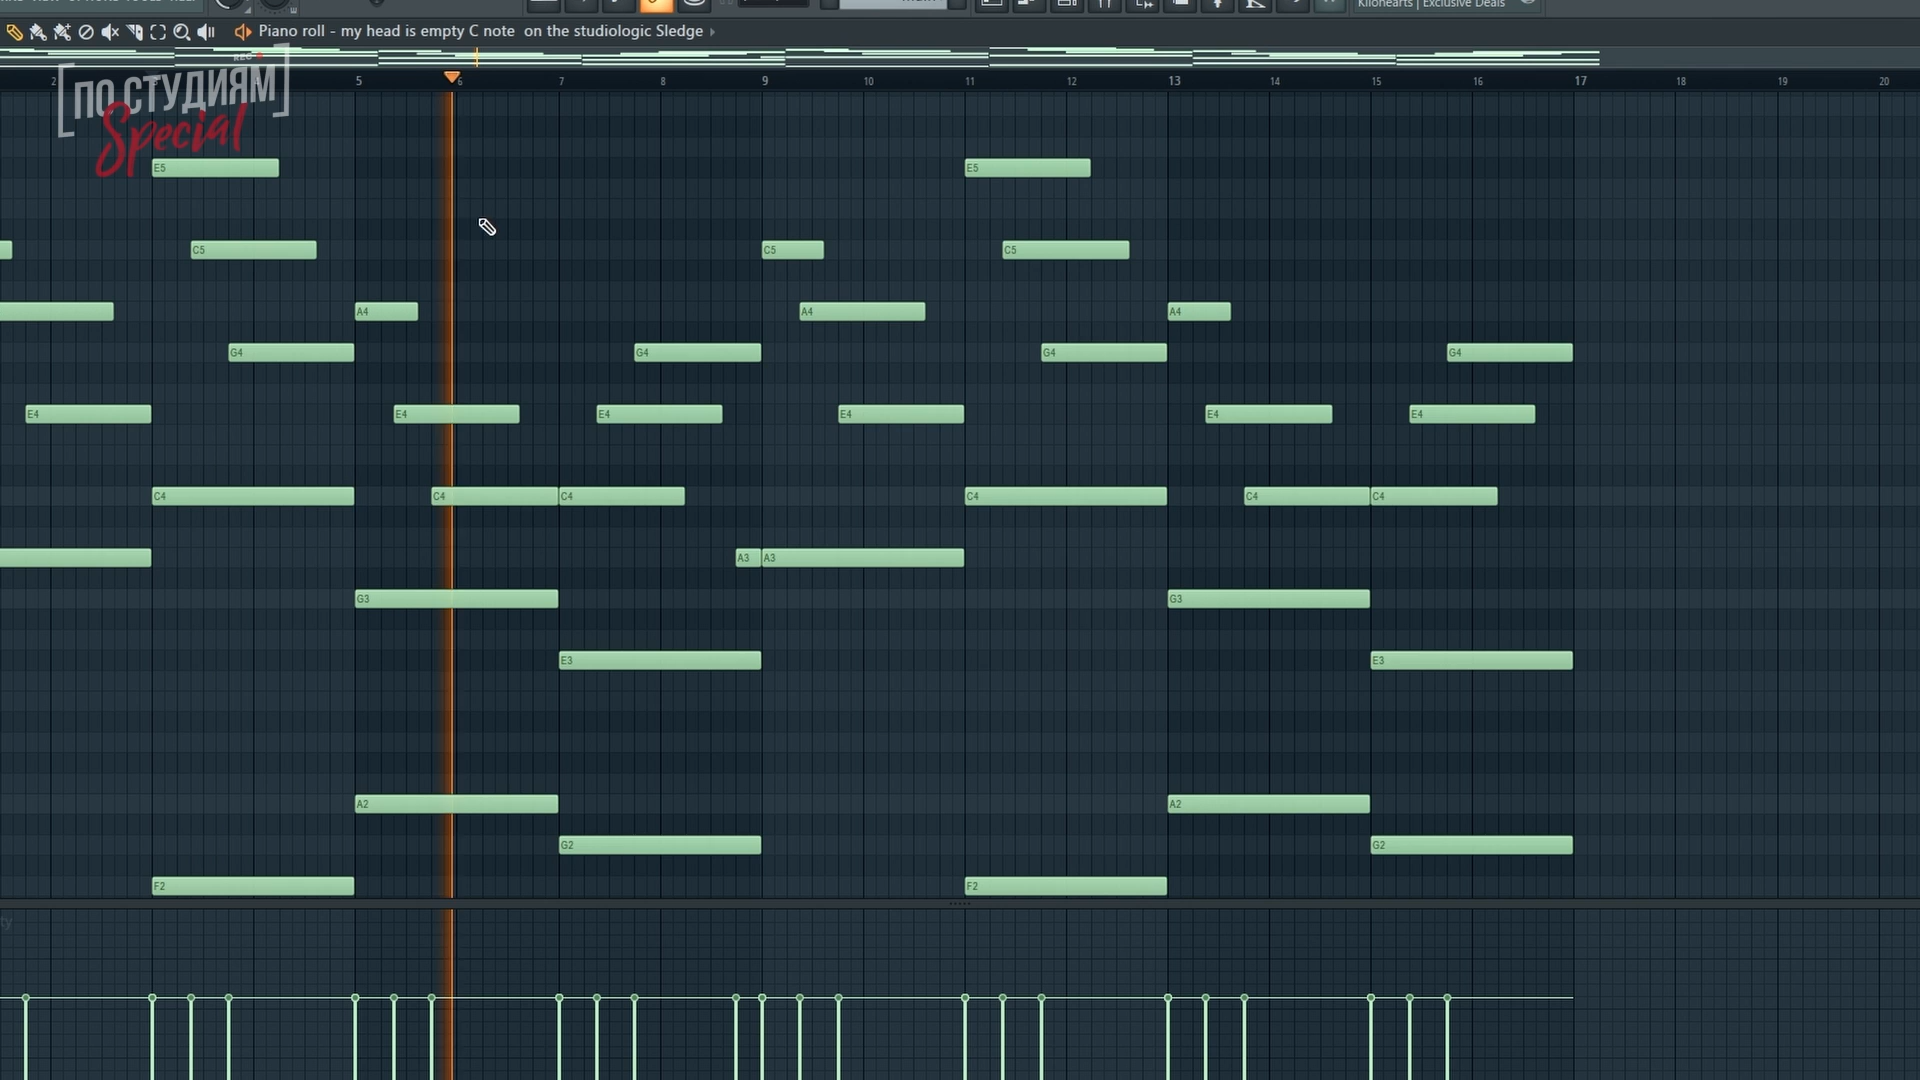 Kilohearts | Exclusive Deals
Piano roll - my head is empty C note on the studiologic Sledge
2 5 6 7 8 9 10 11 12 13 14 15 16 17 18 19 20
[ПО СТУДИЯМ]
Special
E5 E5
C5 C5 C5
A4 A4 A4
G4 G4 G4 G4
E4 E4 E4 E4 E4 E4
C4 C4 C4 C4 C4 C4
A3 A3
G3 G3
E3 E3
A2 A2
G2 G2
F2 F2